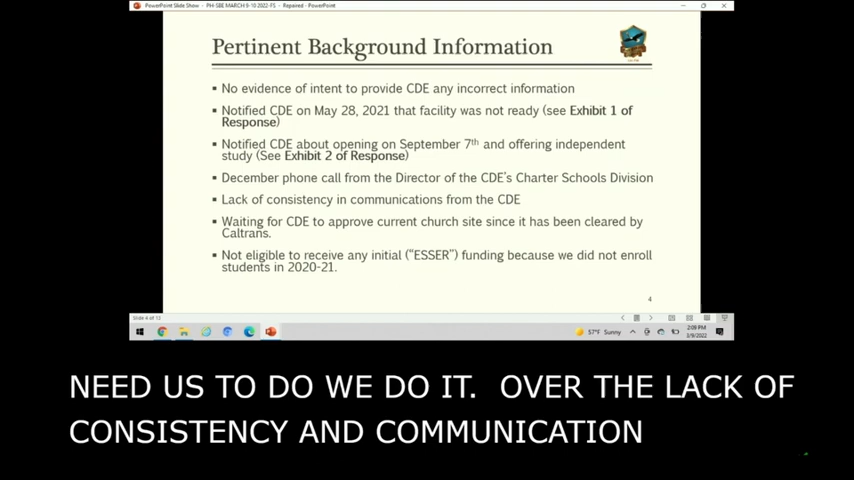 PowerPoint Slide Show - PH-SBE MARCH 9-10 2022-FS - Repaired - PowerPoint
Pertinent Background Information
▪ No evidence of intent to provide CDE any incorrect information
▪ Notified CDE on May 28, 2021 that facility was not ready (see Exhibit 1 of
Response)
▪ Notified CDE about opening on September 7th and offering independent
study (See Exhibit 2 of Response)
▪ December phone call from the Director of the CDE's Charter Schools Division
▪ Lack of consistency in communications from the CDE
▪ Waiting for CDE to approve current church site since it has been cleared by
Caltrans.
▪ Not eligible to receive any initial ("ESSER") funding because we did not enroll
students in 2020-21.
4
Slide 4 of 13
57°F Sunny
2:09 PM
3/9/2022
NEED US TO DO WE DO IT.  OVER THE LACK OF
CONSISTENCY AND COMMUNICATION